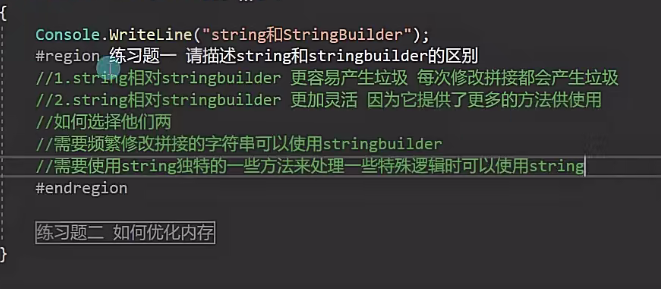 {
Console.WriteLine("string和StringBuilder");
#region 练习题一 请描述string和stringbuilder的区别
//1.string相对stringbuilder 更容易产生垃圾 每次修改拼接都会产生垃圾
//2.string相对stringbuilder 更加灵活 因为它提供了更多的方法供使用
//如何选择他们两
//需要频繁修改拼接的字符串可以使用stringbuilder
//需要使用string独特的一些方法来处理一些特殊逻辑时可以使用string
#endregion
练习题二 如何优化内存
}